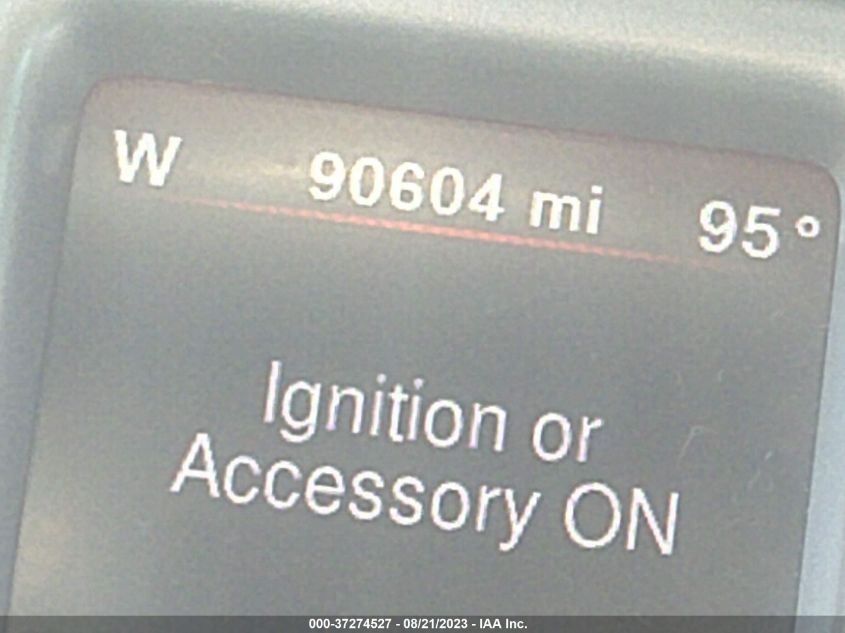 W 90604 mi 95°
Ignition or
Accessory ON
000-37274527 - 08/21/2023 - IAA Inc.